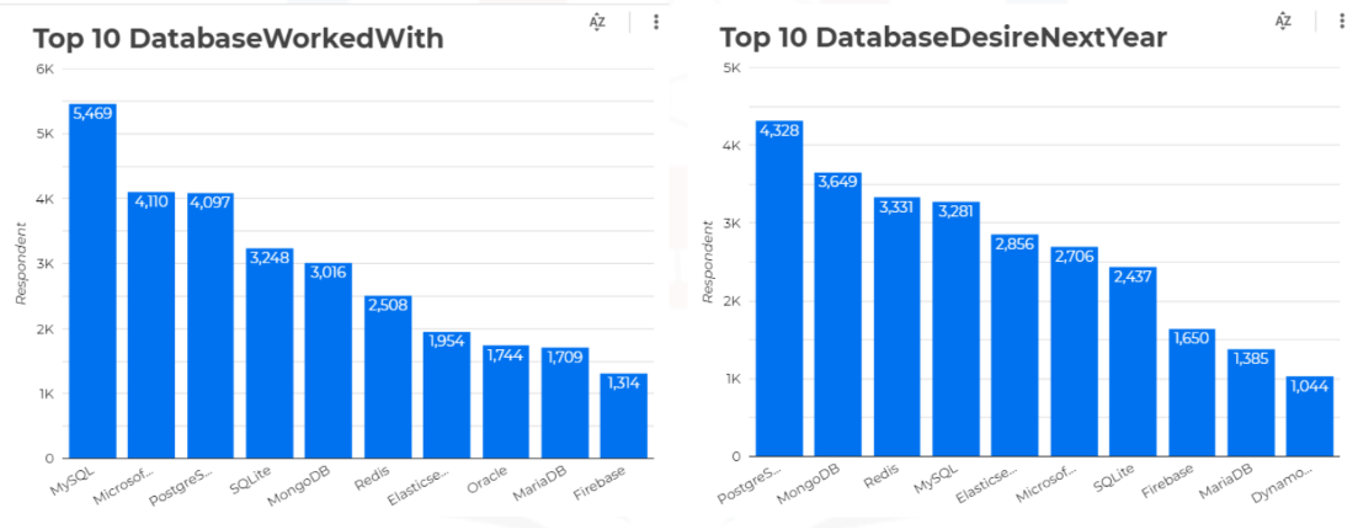 Top 10 DatabaseWorkedWith
Respondent
6K
5K
4K
3K
2K
1K
0
5,469
4,110
4,097
3,248
3,016
2,508
1,954
1,744
1,709
1,314
MySQL
Microsof...
PostgreS...
SQLite
MongoDB
Redis
Elasticse...
Oracle
MariaDB
Firebase
Top 10 DatabaseDesireNextYear
Respondent
5K
4K
3K
2K
1K
0
4,328
3,649
3,331
3,281
2,856
2,706
2,437
1,650
1,385
1,044
PostgreS...
MongoDB
Redis
MySQL
Elasticse...
Microsof...
SQLite
Firebase
MariaDB
Dynamo...
AZ
AZ